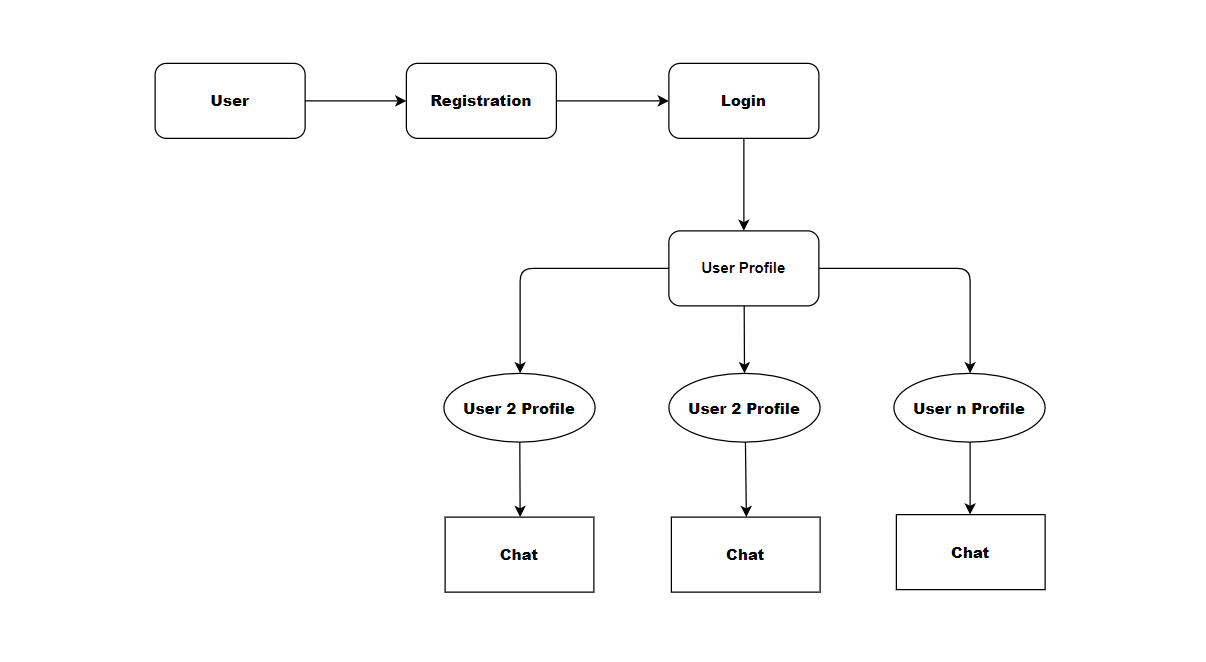 User
Registration
Login
User Profile
User 2 Profile
User 2 Profile
User n Profile
Chat
Chat
Chat